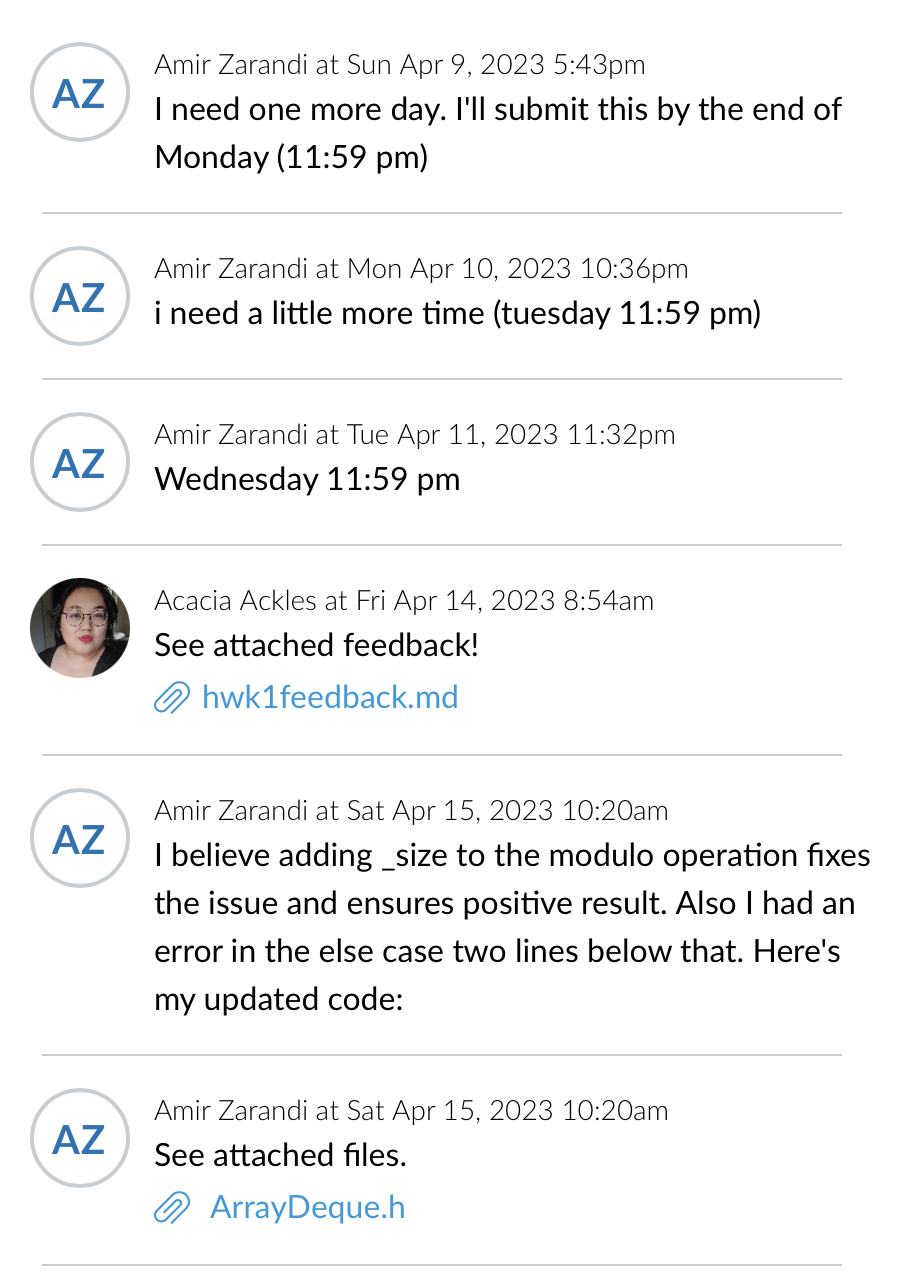 AZ
Amir Zarandi at Sun Apr 9, 2023 5:43pm
I need one more day. I'll submit this by the end of
Monday (11:59 pm)
AZ
Amir Zarandi at Mon Apr 10, 2023 10:36pm
i need a little more time (tuesday 11:59 pm)
AZ
Amir Zarandi at Tue Apr 11, 2023 11:32pm
Wednesday 11:59 pm
Acacia Ackles at Fri Apr 14, 2023 8:54am
See attached feedback!
hwk1feedback.md
AZ
Amir Zarandi at Sat Apr 15, 2023 10:20am
I believe adding _size to the modulo operation fixes
the issue and ensures positive result. Also I had an
error in the else case two lines below that. Here's
my updated code:
AZ
Amir Zarandi at Sat Apr 15, 2023 10:20am
See attached files.
ArrayDeque.h